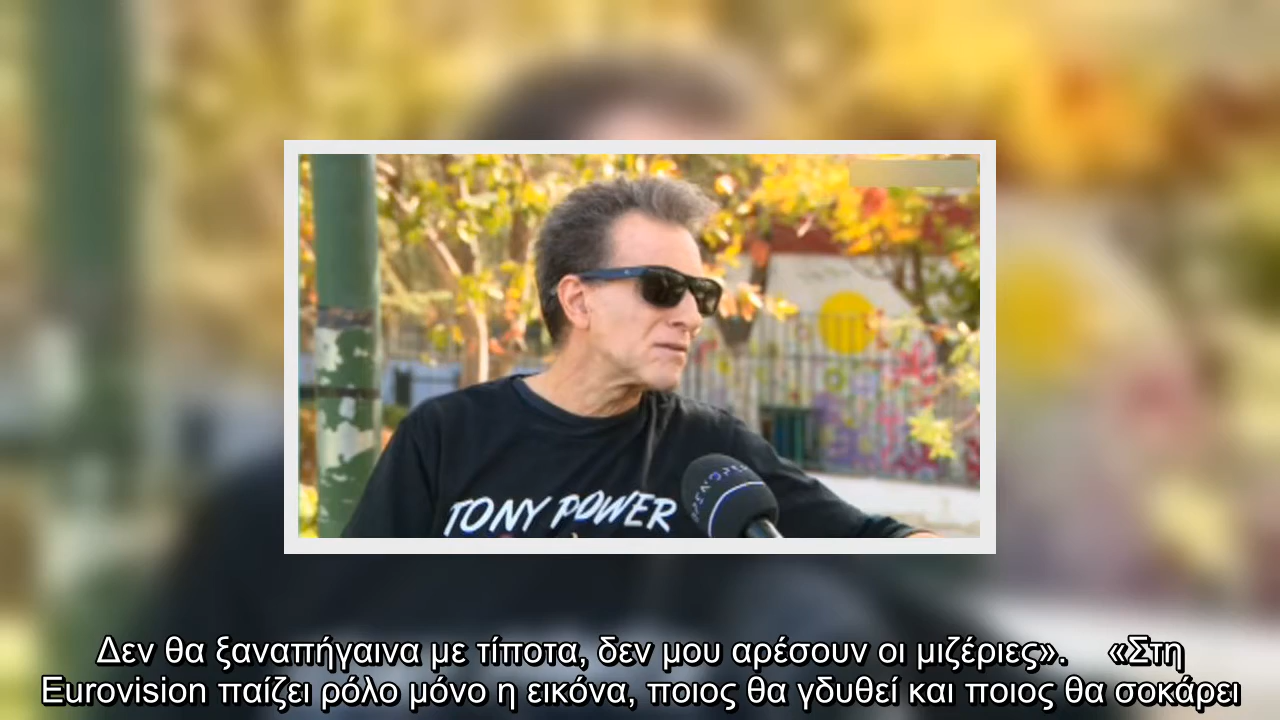 TONY POWER
Δεν θα ξαναπήγαινα με τίποτα, δεν μου αρέσουν οι μιζέριες». «Στη
Eurovision παίζει ρόλο μόνο η εικόνα, ποιος θα γδυθεί και ποιος θα σοκάρει